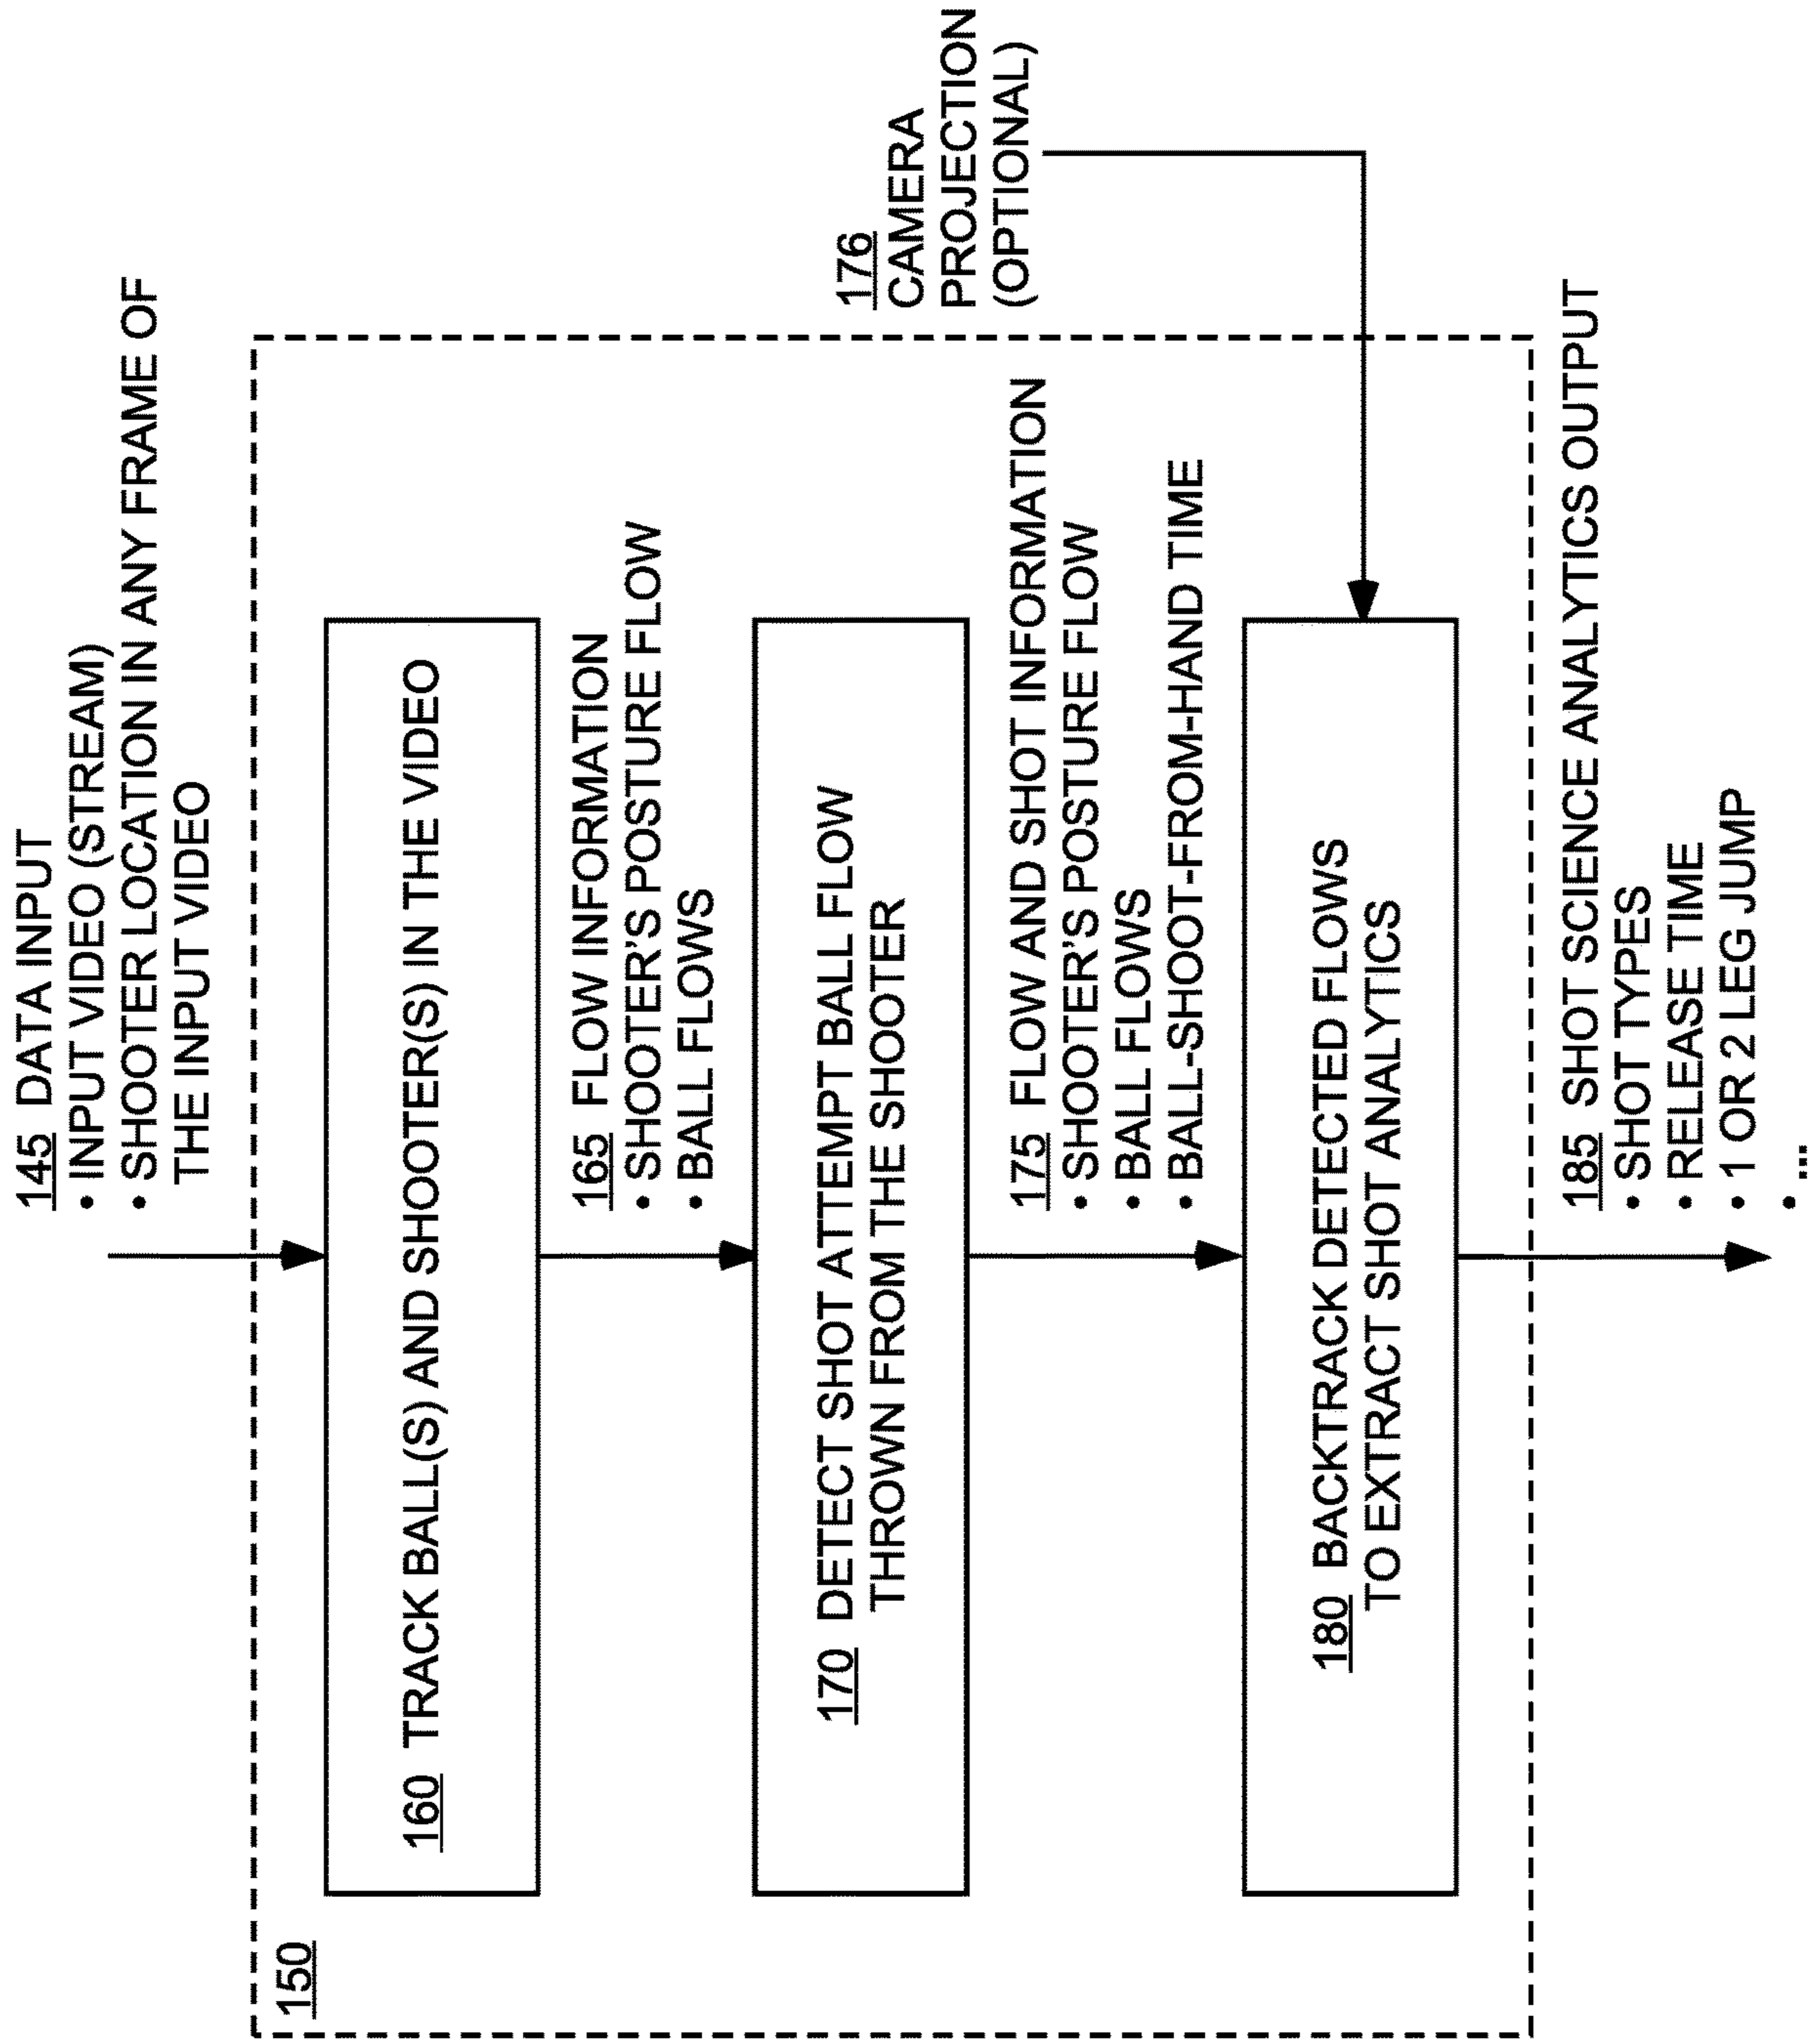 145 DATA INPUT
• INPUT VIDEO (STREAM)
• SHOOTER LOCATION IN ANY FRAME OF
THE INPUT VIDEO
150
160 TRACK BALL(S) AND SHOOTER(S) IN THE VIDEO
165 FLOW INFORMATION
• SHOOTER'S POSTURE FLOW
• BALL FLOWS
170 DETECT SHOT ATTEMPT BALL FLOW
THROWN FROM THE SHOOTER
175 FLOW AND SHOT INFORMATION
• SHOOTER'S POSTURE FLOW
• BALL FLOWS
• BALL-SHOOT-FROM-HAND TIME
176
CAMERA
PROJECTION
(OPTIONAL)
180 BACKTRACK DETECTED FLOWS
TO EXTRACT SHOT ANALYTICS
185 SHOT SCIENCE ANALYTICS OUTPUT
• SHOT TYPES
• RELEASE TIME
• 1 OR 2 LEG JUMP
• ...